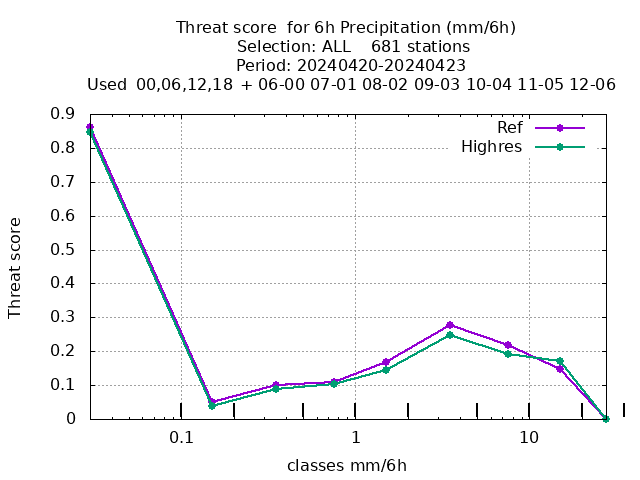 Threat score  for 6h Precipitation (mm/6h)
Selection: ALL    681 stations
Period: 20240420-20240423
Used  00,06,12,18  + 06-00 07-01 08-02 09-03 10-04 11-05 12-06
Ref
Highres
Threat score
0.9
0.8
0.7
0.6
0.5
0.4
0.3
0.2
0.1
0
0.1 1 10
classes mm/6h